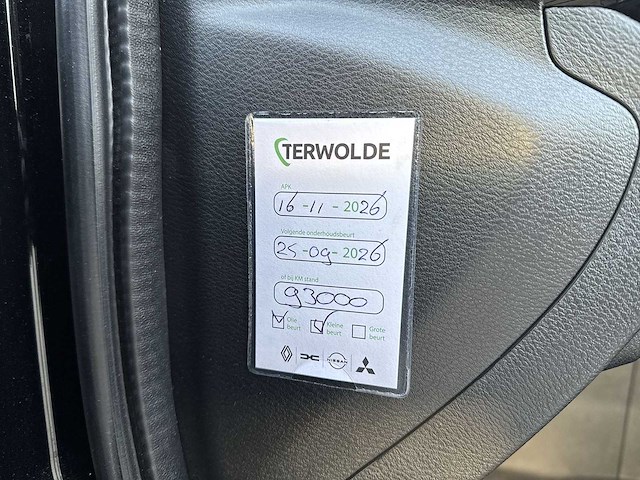 TERWOLDE
APK
16-11-2026
Volgende onderhoudsbeurt
25-09-2026
of bij KM stand
93000
Olie beurt
Kleine beurt
Grote beurt
NISSAN